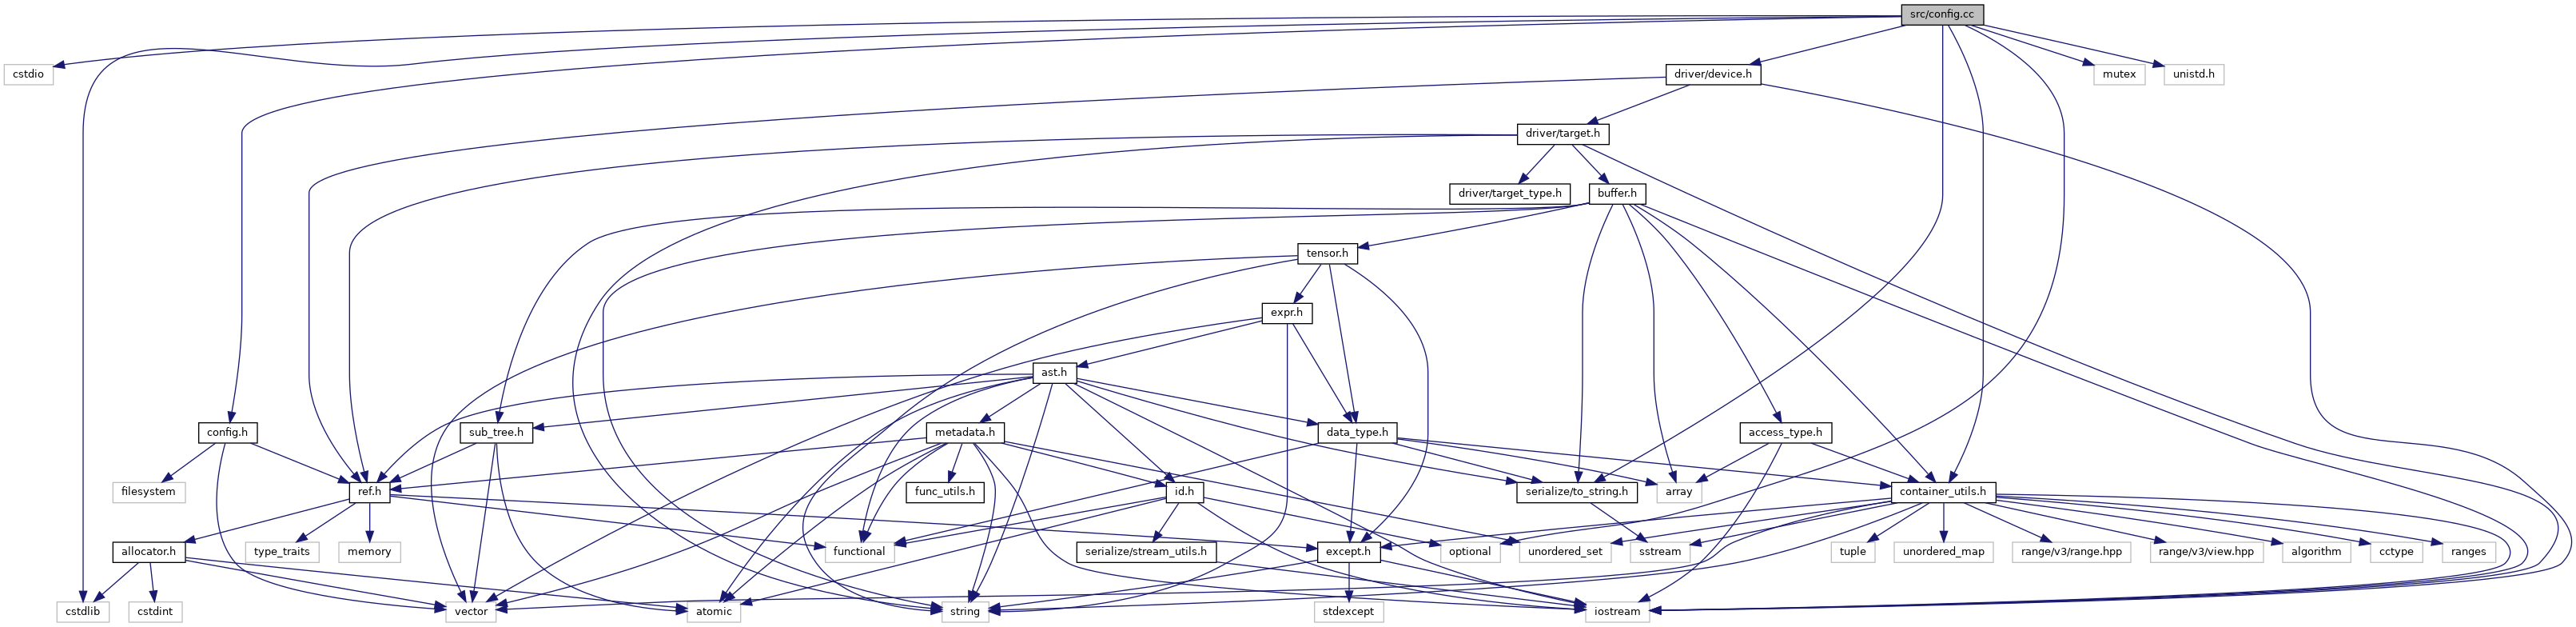 src/config.cc
cstdio
driver/device.h
mutex
unistd.h
driver/target.h
driver/target_type.h
buffer.h
tensor.h
expr.h
ast.h
config.h
sub_tree.h
metadata.h
data_type.h
access_type.h
filesystem
ref.h
func_utils.h
id.h
serialize/to_string.h
array
container_utils.h
allocator.h
type_traits
memory
functional
serialize/stream_utils.h
except.h
optional
unordered_set
sstream
tuple
unordered_map
range/v3/range.hpp
range/v3/view.hpp
algorithm
cctype
ranges
cstdlib
cstdint
vector
atomic
string
stdexcept
iostream